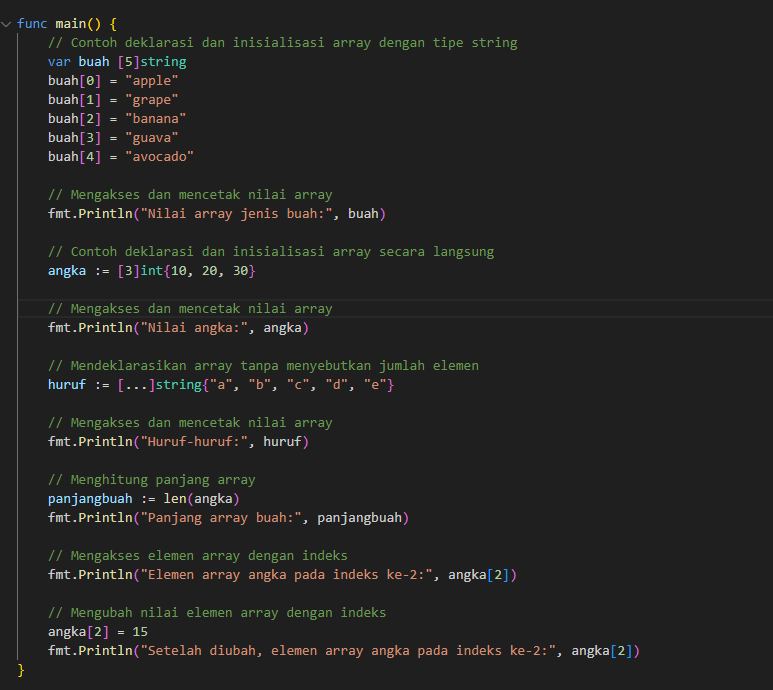 func main() {
// Contoh deklarasi dan inisialisasi array dengan tipe string
var buah [5]string
buah[0] = "apple"
buah[1] = "grape"
buah[2] = "banana"
buah[3] = "guava"
buah[4] = "avocado"
// Mengakses dan mencetak nilai array
fmt.Println("Nilai array jenis buah:", buah)
// Contoh deklarasi dan inisialisasi array secara langsung
angka := [3]int{10, 20, 30}
// Mengakses dan mencetak nilai array
fmt.Println("Nilai angka:", angka)
// Mendeklarasikan array tanpa menyebutkan jumlah elemen
huruf := [...]string{"a", "b", "c", "d", "e"}
// Mengakses dan mencetak nilai array
fmt.Println("Huruf-huruf:", huruf)
// Menghitung panjang array
panjangbuah := len(angka)
fmt.Println("Panjang array buah:", panjangbuah)
// Mengakses elemen array dengan indeks
fmt.Println("Elemen array angka pada indeks ke-2:", angka[2])
// Mengubah nilai elemen array dengan indeks
angka[2] = 15
fmt.Println("Setelah diubah, elemen array angka pada indeks ke-2:", angka[2])
}